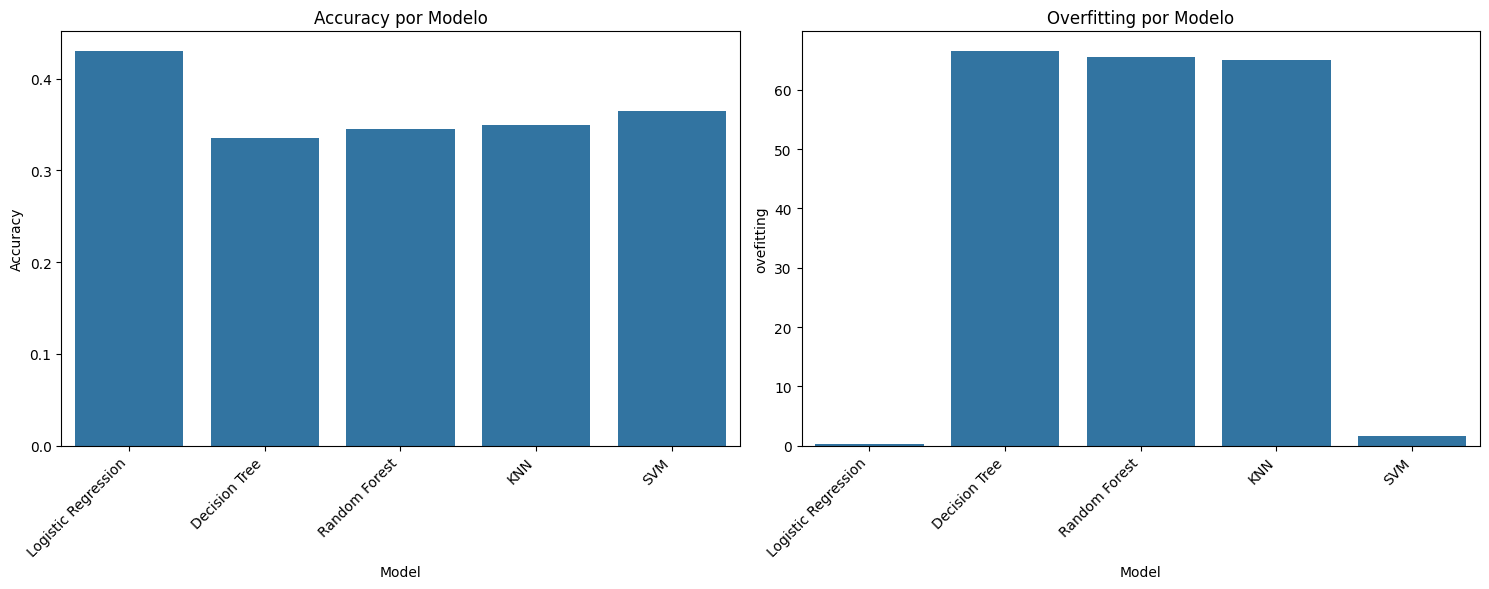 Accuracy por Modelo
Accuracy
0.4
0.3
0.2
0.1
0.0
Logistic Regression
Decision Tree
Random Forest
KNN
SVM
Model
Overfitting por Modelo
ovefitting
60
50
40
30
20
10
0
Logistic Regression
Decision Tree
Random Forest
KNN
SVM
Model